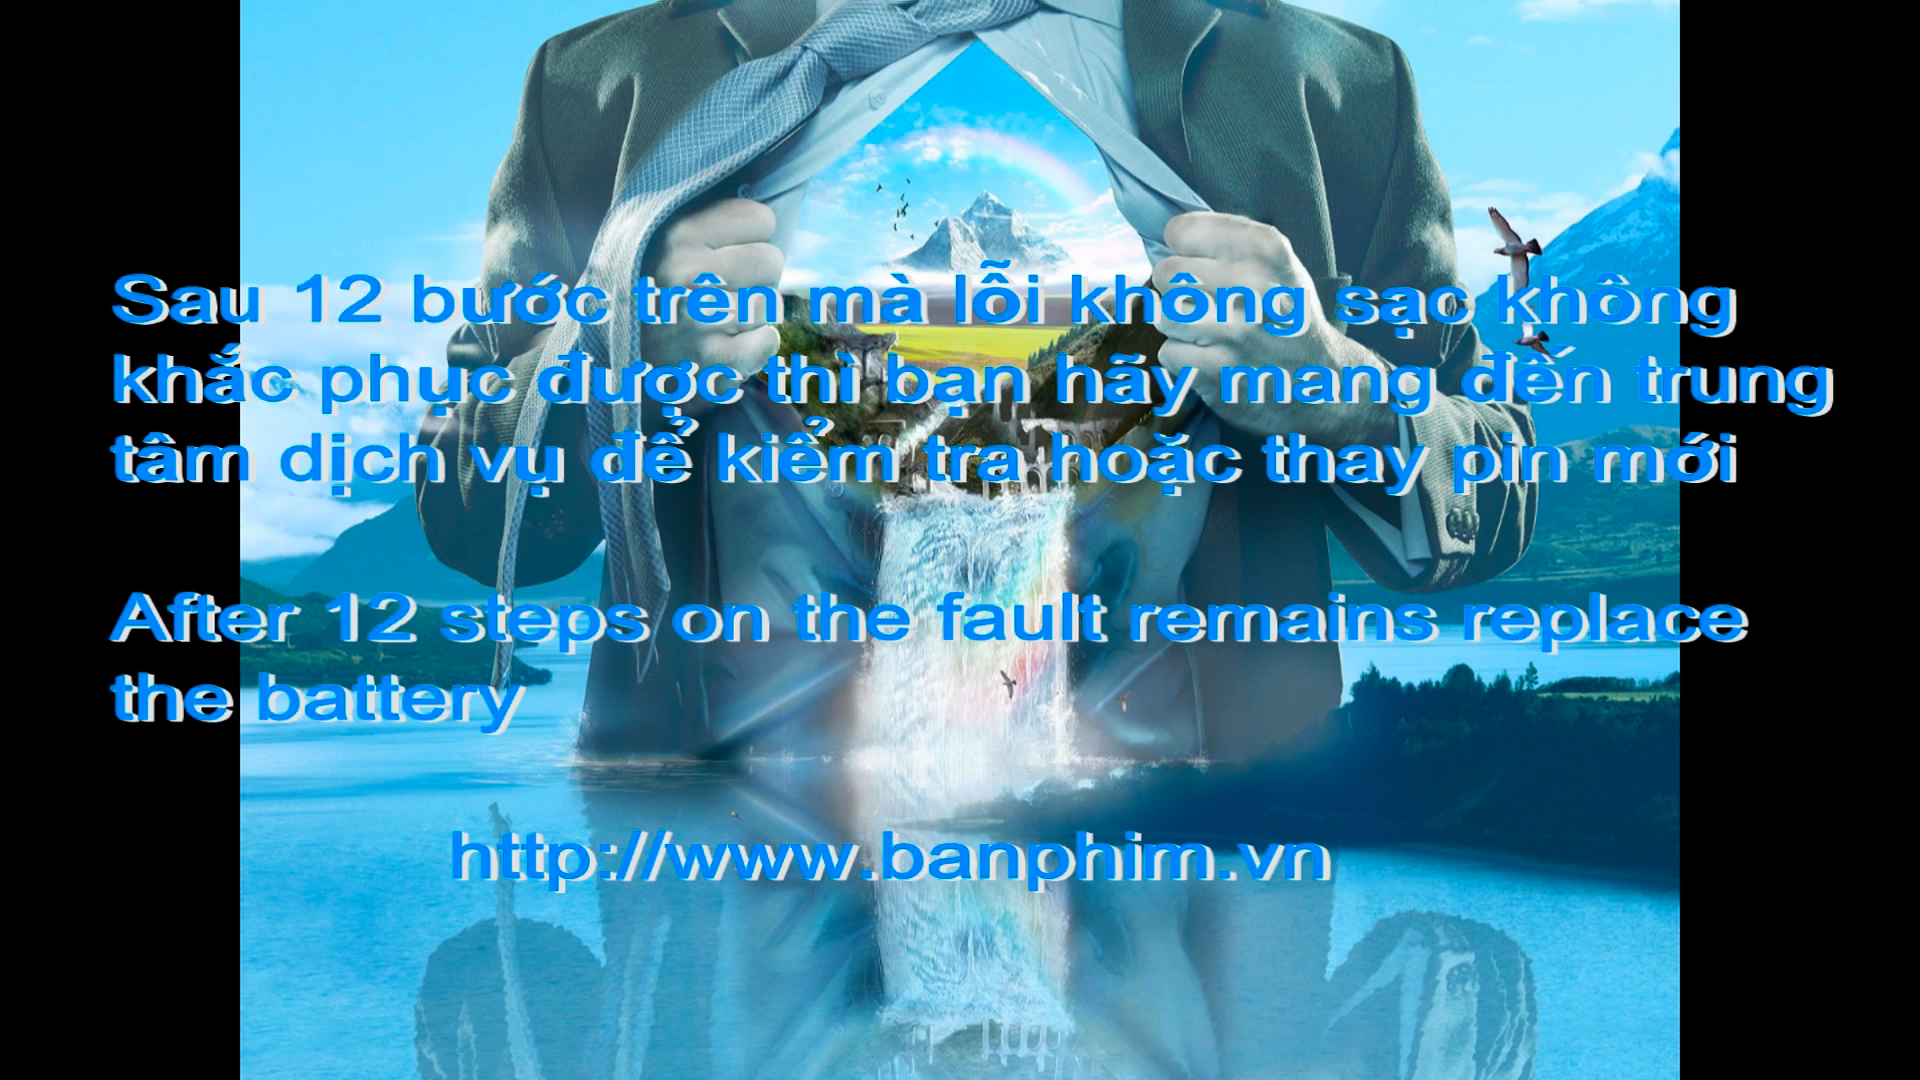 Sau 12 bước trên mà lỗi không sạc không
khắc phục được thì bạn hãy mang đến trung
tâm dịch vụ để kiểm tra hoặc thay pin mới
After 12 steps on the fault remains replace
the battery
http://www.banphim.vn